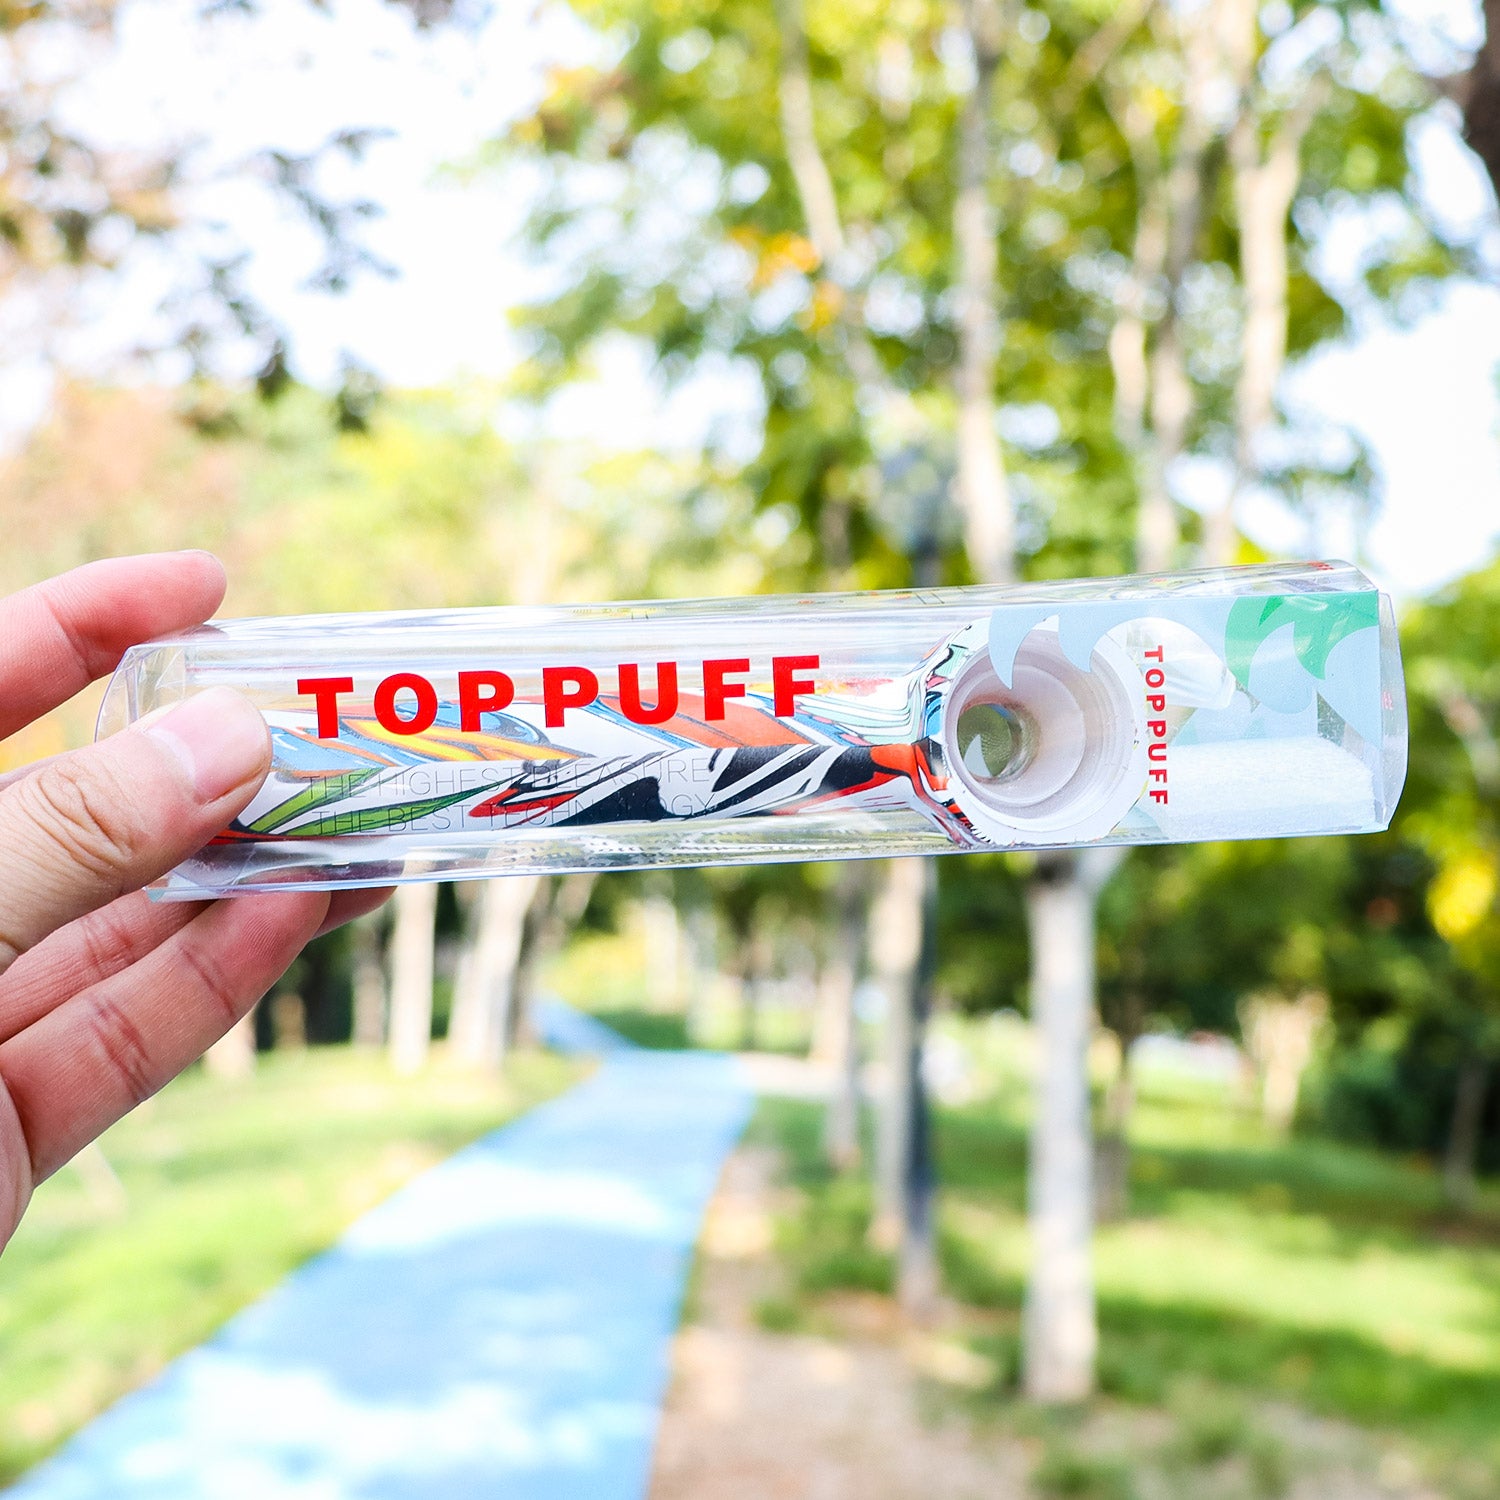 TOPPUFF
THE HIGHEST PLEASURE
THE BEST TECHNOLOGY
TOPPUFF